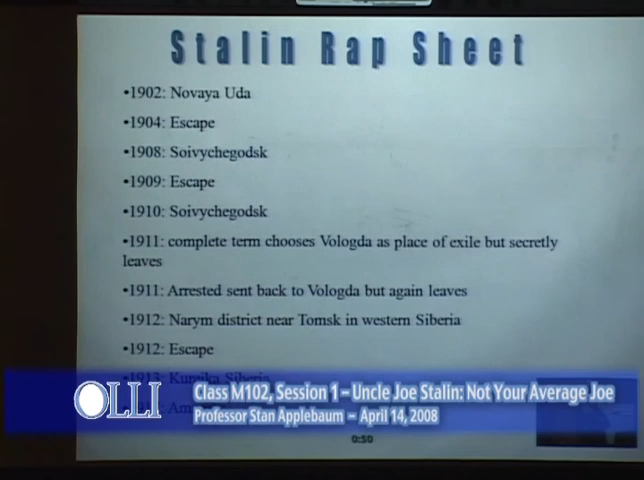 Stalin Rap Sheet
•1902: Novaya Uda
•1904: Escape
•1908: Soivychegodsk
•1909: Escape
•1910: Soivychegodsk
•1911: complete term chooses Vologda as place of exile but secretly
leaves
•1911: Arrested sent back to Vologda but again leaves
•1912: Narym district near Tomsk in western Siberia
•1912: Escape
•1913: Kureika Siberia
OLLI
Class M102, Session 1 – Uncle Joe Stalin: Not Your Average Joe
Professor Stan Applebaum – April 14, 2008
0:50